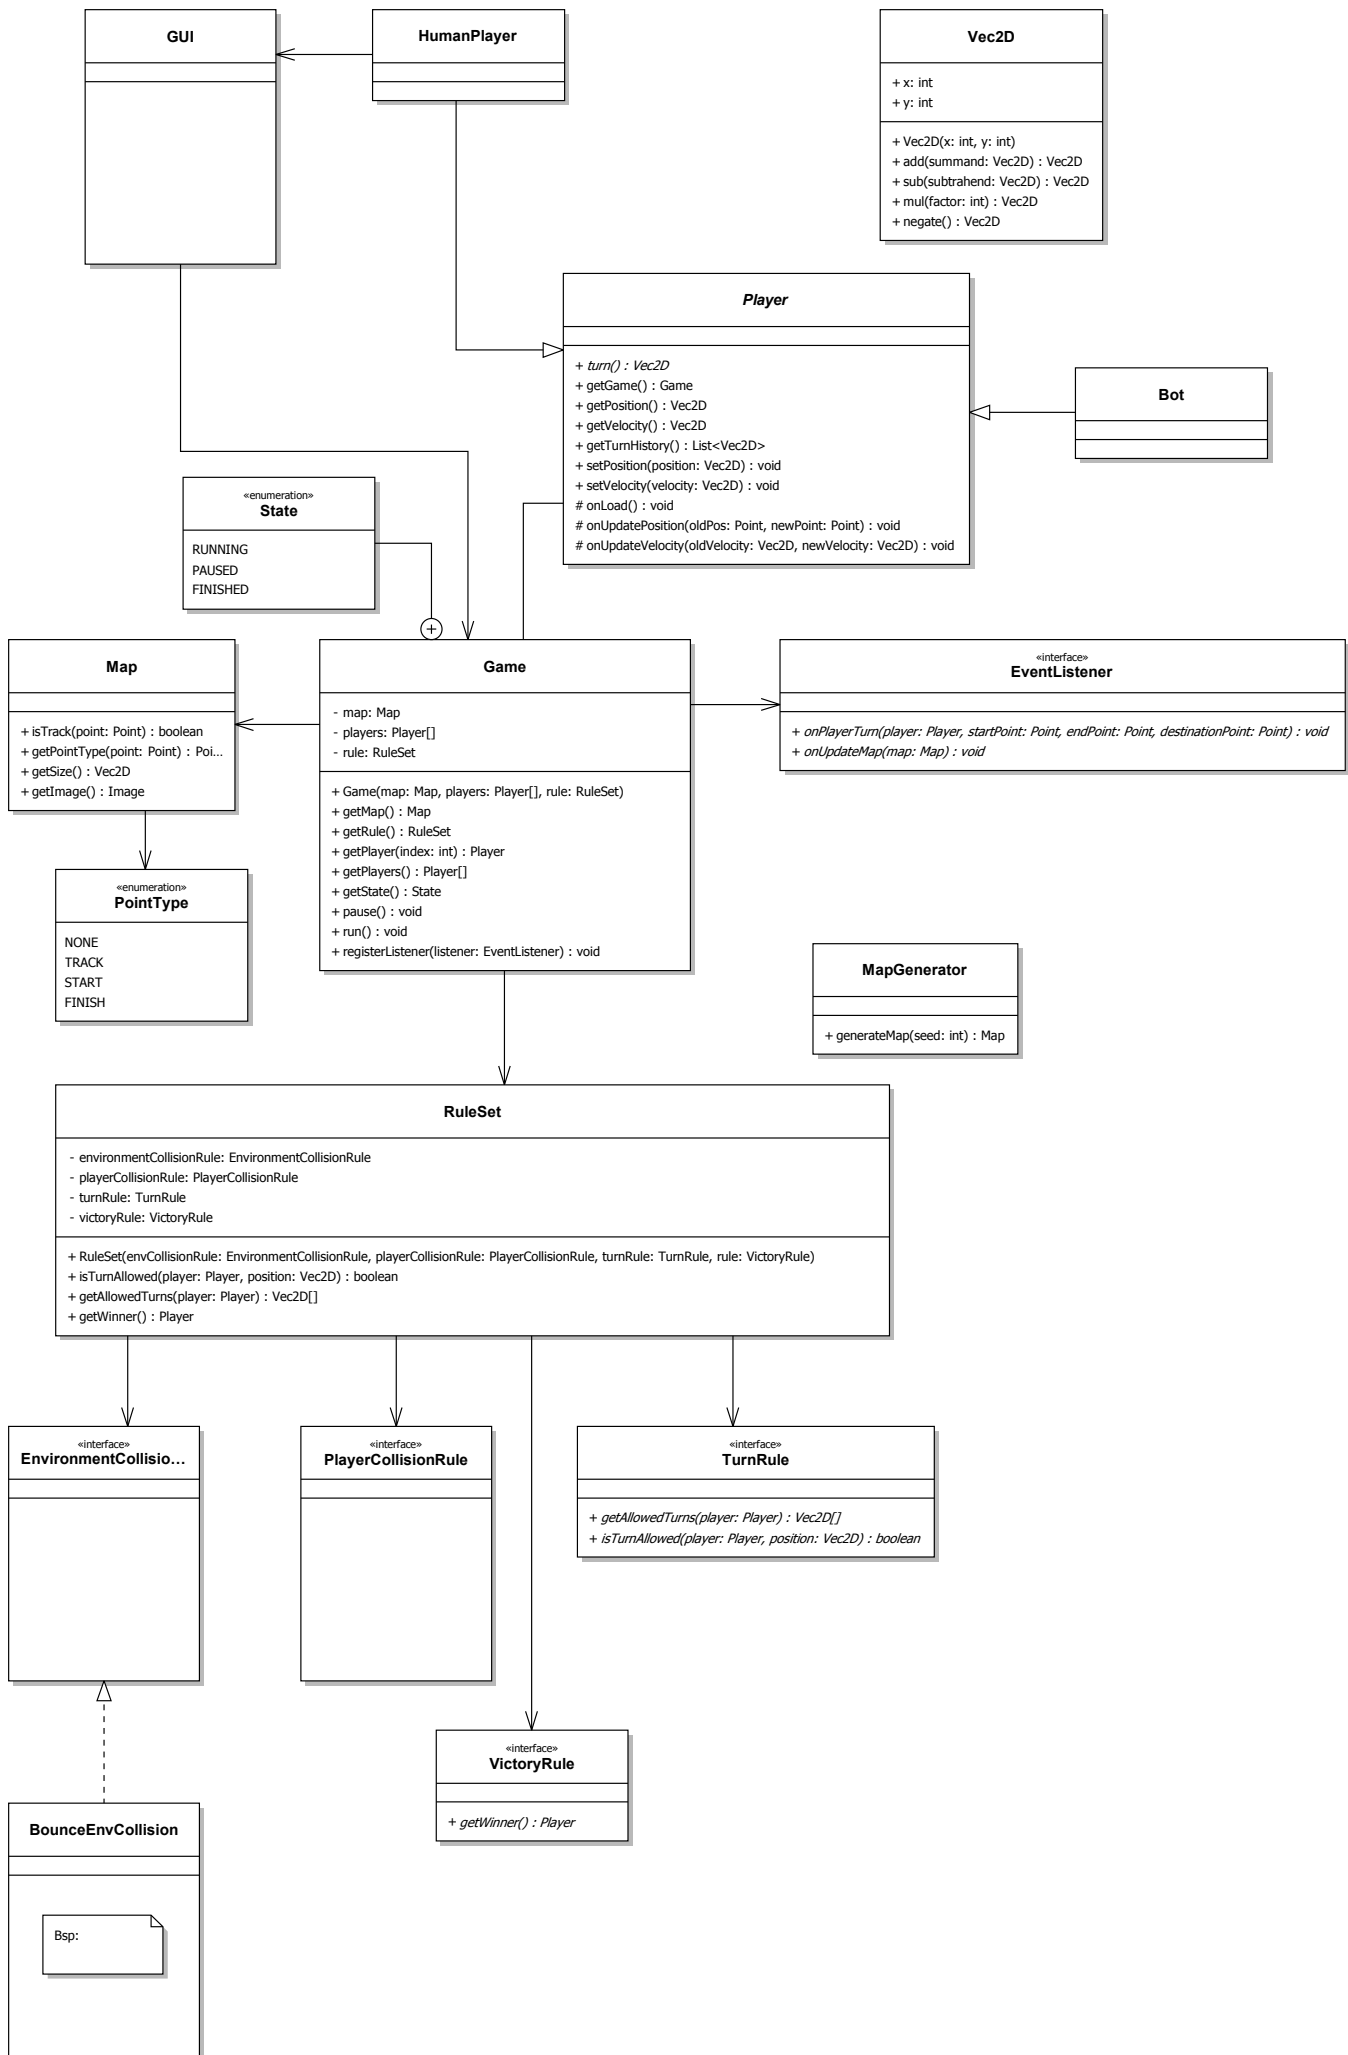 GUI
HumanPlayer
Vec2D
+ x: int
+ y: int
+ Vec2D(x: int, y: int)
+ add(summand: Vec2D) : Vec2D
+ sub(subtrahend: Vec2D) : Vec2D
+ mul(factor: int) : Vec2D
+ negate() : Vec2D
Player
+ turn() : Vec2D
+ getGame() : Game
+ getPosition() : Vec2D
+ getVelocity() : Vec2D
+ getTurnHistory() : List<Vec2D>
+ setPosition(position: Vec2D) : void
+ setVelocity(velocity: Vec2D) : void
# onLoad() : void
# onUpdatePosition(oldPos: Point, newPoint: Point) : void
# onUpdateVelocity(oldVelocity: Vec2D, newVelocity: Vec2D) : void
Bot
«enumeration»
State
RUNNING
PAUSED
FINISHED
Map
+ isTrack(point: Point) : boolean
+ getPointType(point: Point) : Poi...
+ getSize() : Vec2D
+ getImage() : Image
Game
- map: Map
- players: Player[]
- rule: RuleSet
+ Game(map: Map, players: Player[], rule: RuleSet)
+ getMap() : Map
+ getRule() : RuleSet
+ getPlayer(index: int) : Player
+ getPlayers() : Player[]
+ getState() : State
+ pause() : void
+ run() : void
+ registerListener(listener: EventListener) : void
«interface»
EventListener
+ onPlayerTurn(player: Player, startPoint: Point, endPoint: Point, destinationPoint: Point) : void
+ onUpdateMap(map: Map) : void
«enumeration»
PointType
NONE
TRACK
START
FINISH
MapGenerator
+ generateMap(seed: int) : Map
RuleSet
- environmentCollisionRule: EnvironmentCollisionRule
- playerCollisionRule: PlayerCollisionRule
- turnRule: TurnRule
- victoryRule: VictoryRule
+ RuleSet(envCollisionRule: EnvironmentCollisionRule, playerCollisionRule: PlayerCollisionRule, turnRule: TurnRule, rule: VictoryRule)
+ isTurnAllowed(player: Player, position: Vec2D) : boolean
+ getAllowedTurns(player: Player) : Vec2D[]
+ getWinner() : Player
«interface»
EnvironmentCollisio...
«interface»
PlayerCollisionRule
«interface»
TurnRule
+ getAllowedTurns(player: Player) : Vec2D[]
+ isTurnAllowed(player: Player, position: Vec2D) : boolean
«interface»
VictoryRule
+ getWinner() : Player
BounceEnvCollision
Bsp: